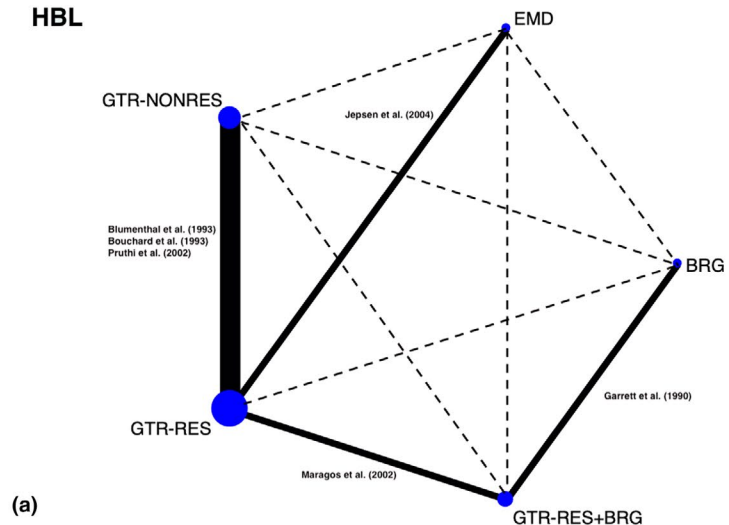 HBL
EMD
GTR-NONRES
Jepsen et al. (2004)
Blumenthal et al. (1993)
Bouchard et al. (1993)
Pruthi et al. (2002)
BRG
Garrett et al. (1990)
GTR-RES
Maragos et al. (2002)
(a)
GTR-RES+BRG